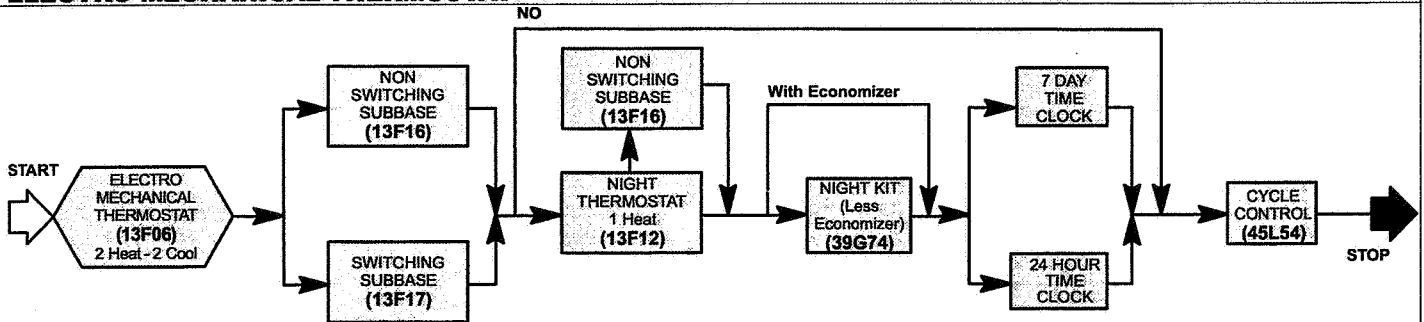 NO
START
ELECTRO
MECHANICAL
THERMOSTAT
(13F06)
2 Heat-2 Cool
NON
SWITCHING
SUBBASE
(13F16)
SWITCHING
SUBBASE
(13F17)
NON
SWITCHING
SUBBASE
(13F16)
NIGHT
THERMOSTAT
1 Heat
(13F12)
With Economizer
NIGHT KIT
(Less
Economizer)
(39G74)
7 DAY
TIME
CLOCK
24 HOUR
TIME
CLOCK
CYCLE
CONTROL
(45L54)
STOP